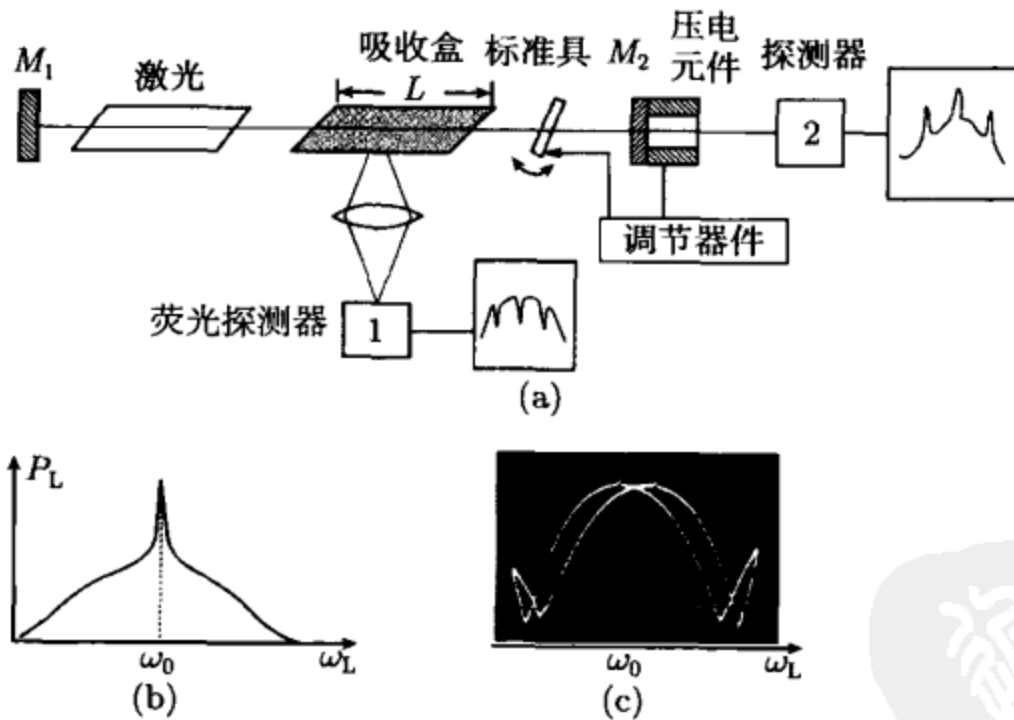 吸收盒 标准具 M₂ 压电元件 探测器
M₁ 激光 L
2
调节器件
荧光探测器 1
(a)
P_L
ω₀ ω_L
(b)
ω₀ ω_L
(c)